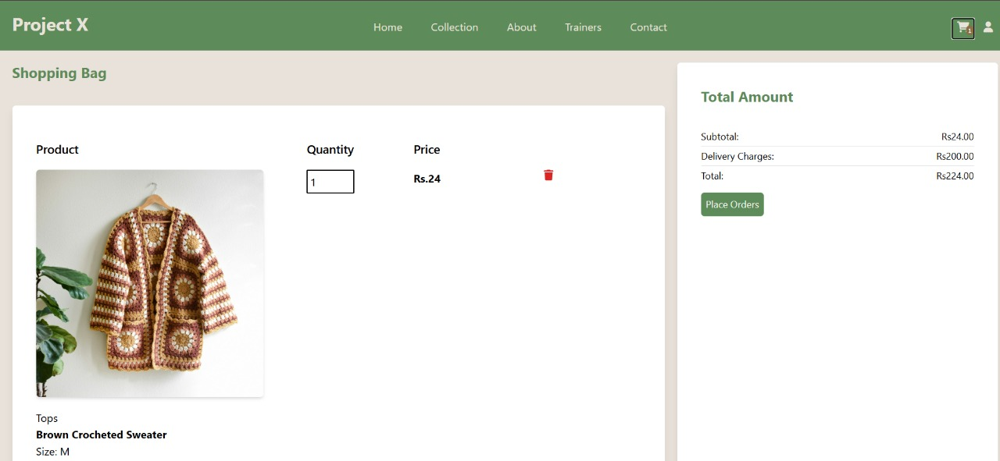 Project X
Home
Collection
About
Trainers
Contact
1
Shopping Bag
Product
Quantity
Price
1
Rs.24
Tops
Brown Crocheted Sweater
Size: M
Total Amount
Subtotal: Rs24.00
Delivery Charges: Rs200.00
Total: Rs224.00
Place Orders